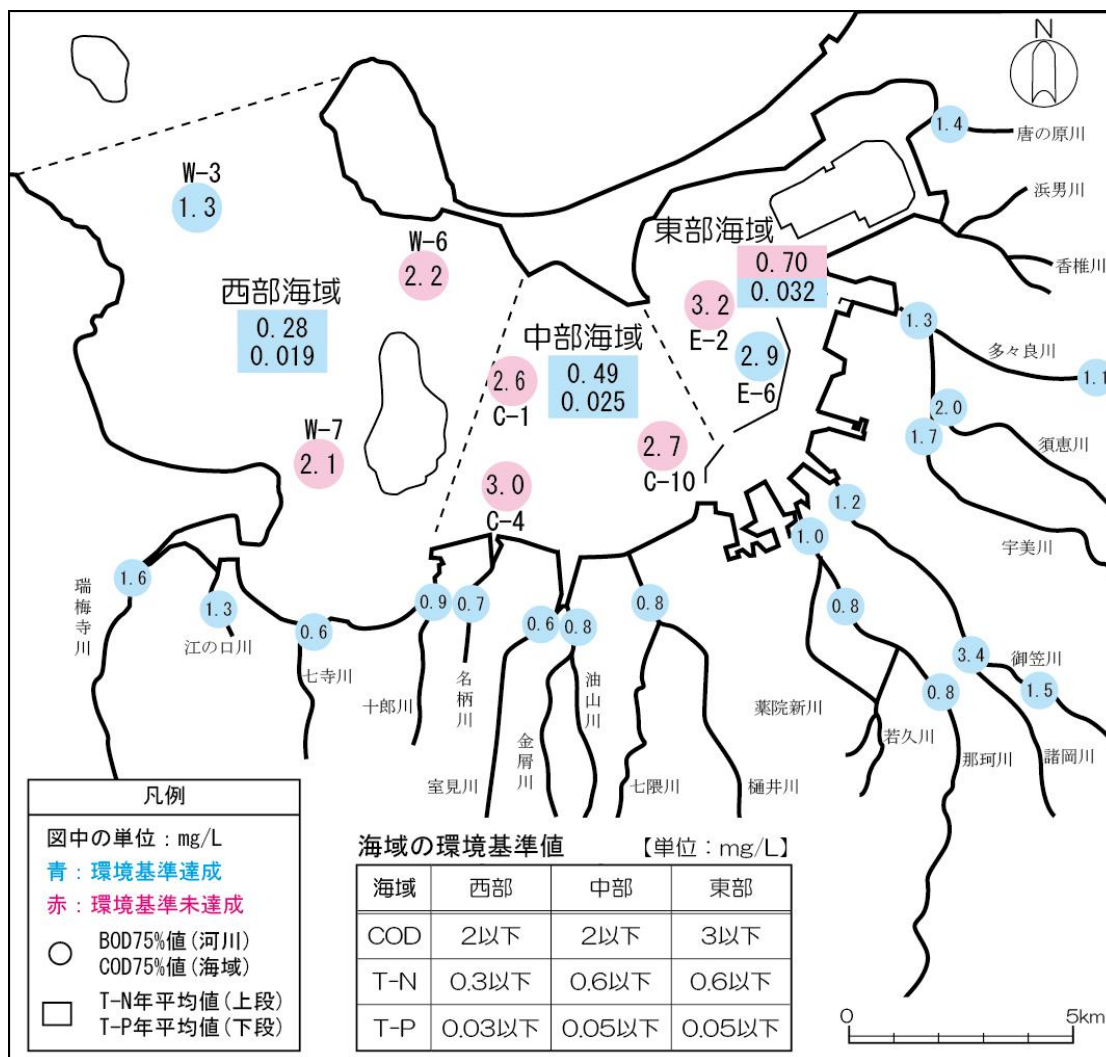 N
1.4
唐の原川
浜男川
香椎川
W-3
1.3
W-6
2.2
西部海域
0.28
0.019
W-7
2.1
中部海域
0.49
0.025
2.6
C-1
3.0
C-4
2.7
C-10
東部海域
0.70
0.032
3.2
E-2
2.9
E-6
1.3
多々良川
1.1
2.0
1.7
須恵川
宇美川
1.2
1.0
0.8
3.4
御笠川
1.5
0.8
諸岡川
那珂川
若久川
薬院新川
瑞梅寺川
1.6
1.3
江の口川
0.6
七寺川
0.9
十郎川
0.7
名柄川
0.6
室見川
金屑川
0.8
油山川
0.8
七隈川
樋井川
凡例
図中の単位：mg/L
青：環境基準達成
赤：環境基準未達成
BOD75%値(河川)
COD75%値(海域)
T-N年平均値(上段)
T-P年平均値(下段)
海域の環境基準値 【単位：mg/L】
海域 西部 中部 東部
COD 2以下 2以下 3以下
T-N 0.3以下 0.6以下 0.6以下
T-P 0.03以下 0.05以下 0.05以下
0 5km